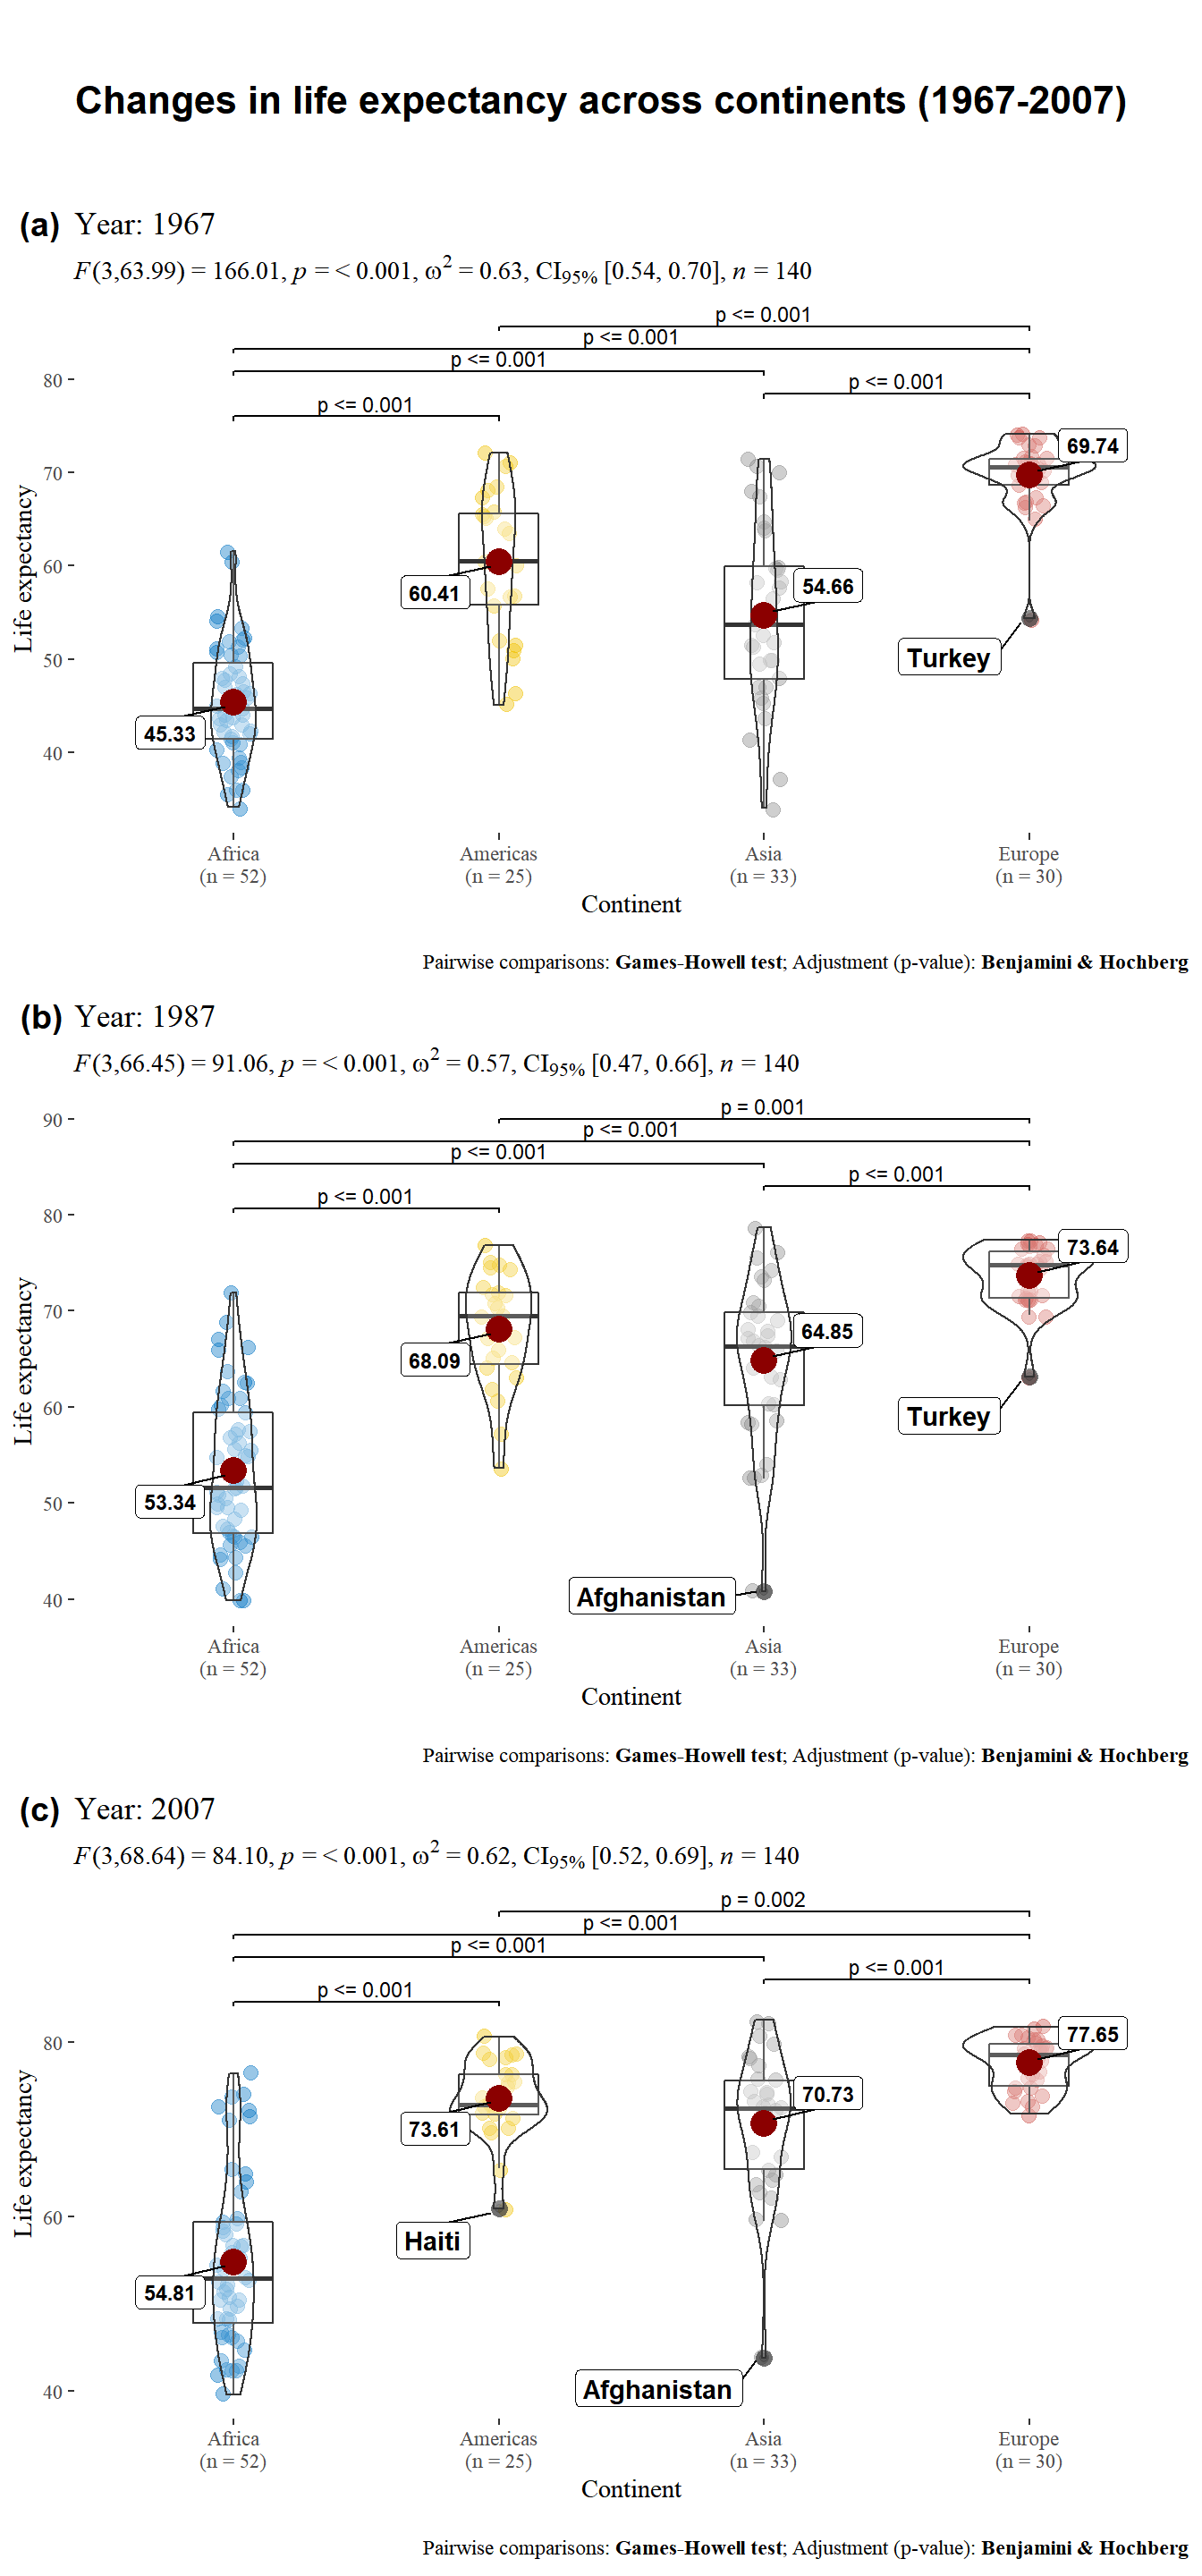 Changes in life expectancy across continents (1967-2007)
(a) Year: 1967
F(3,63.99) = 166.01, p = < 0.001, ω² = 0.63, CI95% [0.54, 0.70], n = 140
p <= 0.001
p <= 0.001
p <= 0.001
p <= 0.001
p <= 0.001
80
70
60
50
40
Life expectancy
69.74
60.41
54.66
Turkey
45.33
Africa
(n = 52)
Americas
(n = 25)
Asia
(n = 33)
Europe
(n = 30)
Continent
Pairwise comparisons: Games-Howell test; Adjustment (p-value): Benjamini & Hochberg
(b) Year: 1987
F(3,66.45) = 91.06, p = < 0.001, ω² = 0.57, CI95% [0.47, 0.66], n = 140
p = 0.001
p <= 0.001
p <= 0.001
p <= 0.001
p <= 0.001
90
80
70
60
50
40
Life expectancy
73.64
64.85
68.09
Turkey
53.34
Afghanistan
Africa
(n = 52)
Americas
(n = 25)
Asia
(n = 33)
Europe
(n = 30)
Continent
Pairwise comparisons: Games-Howell test; Adjustment (p-value): Benjamini & Hochberg
(c) Year: 2007
F(3,68.64) = 84.10, p = < 0.001, ω² = 0.62, CI95% [0.52, 0.69], n = 140
p = 0.002
p <= 0.001
p <= 0.001
p <= 0.001
p <= 0.001
80
60
40
Life expectancy
77.65
70.73
73.61
Haiti
54.81
Afghanistan
Africa
(n = 52)
Americas
(n = 25)
Asia
(n = 33)
Europe
(n = 30)
Continent
Pairwise comparisons: Games-Howell test; Adjustment (p-value): Benjamini & Hochberg